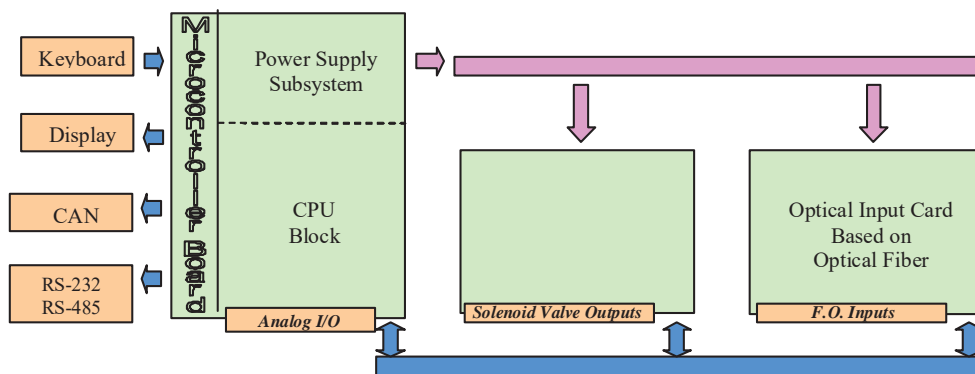 Keyboard
Display
CAN
RS-232
RS-485
Microcontroller Board
Power Supply
Subsystem
CPU
Block
Analog I/O
Solenoid Valve Outputs
Optical Input Card
Based on
Optical Fiber
F.O. Inputs